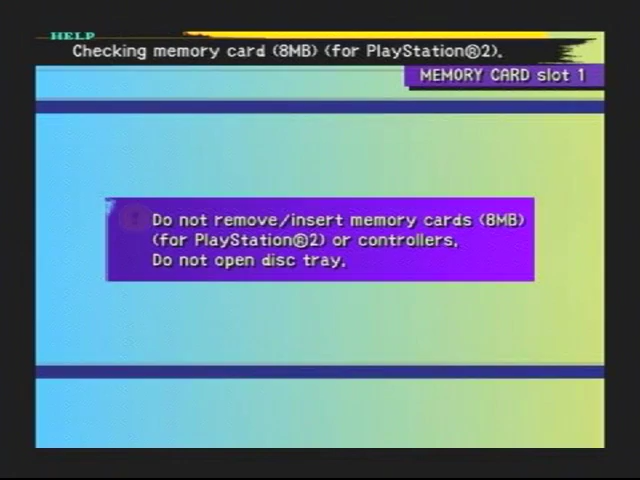 HELP
Checking memory card (8MB) (for PlayStation®2).
MEMORY CARD slot 1
Do not remove/insert memory cards (8MB)
(for PlayStation®2) or controllers.
Do not open disc tray.